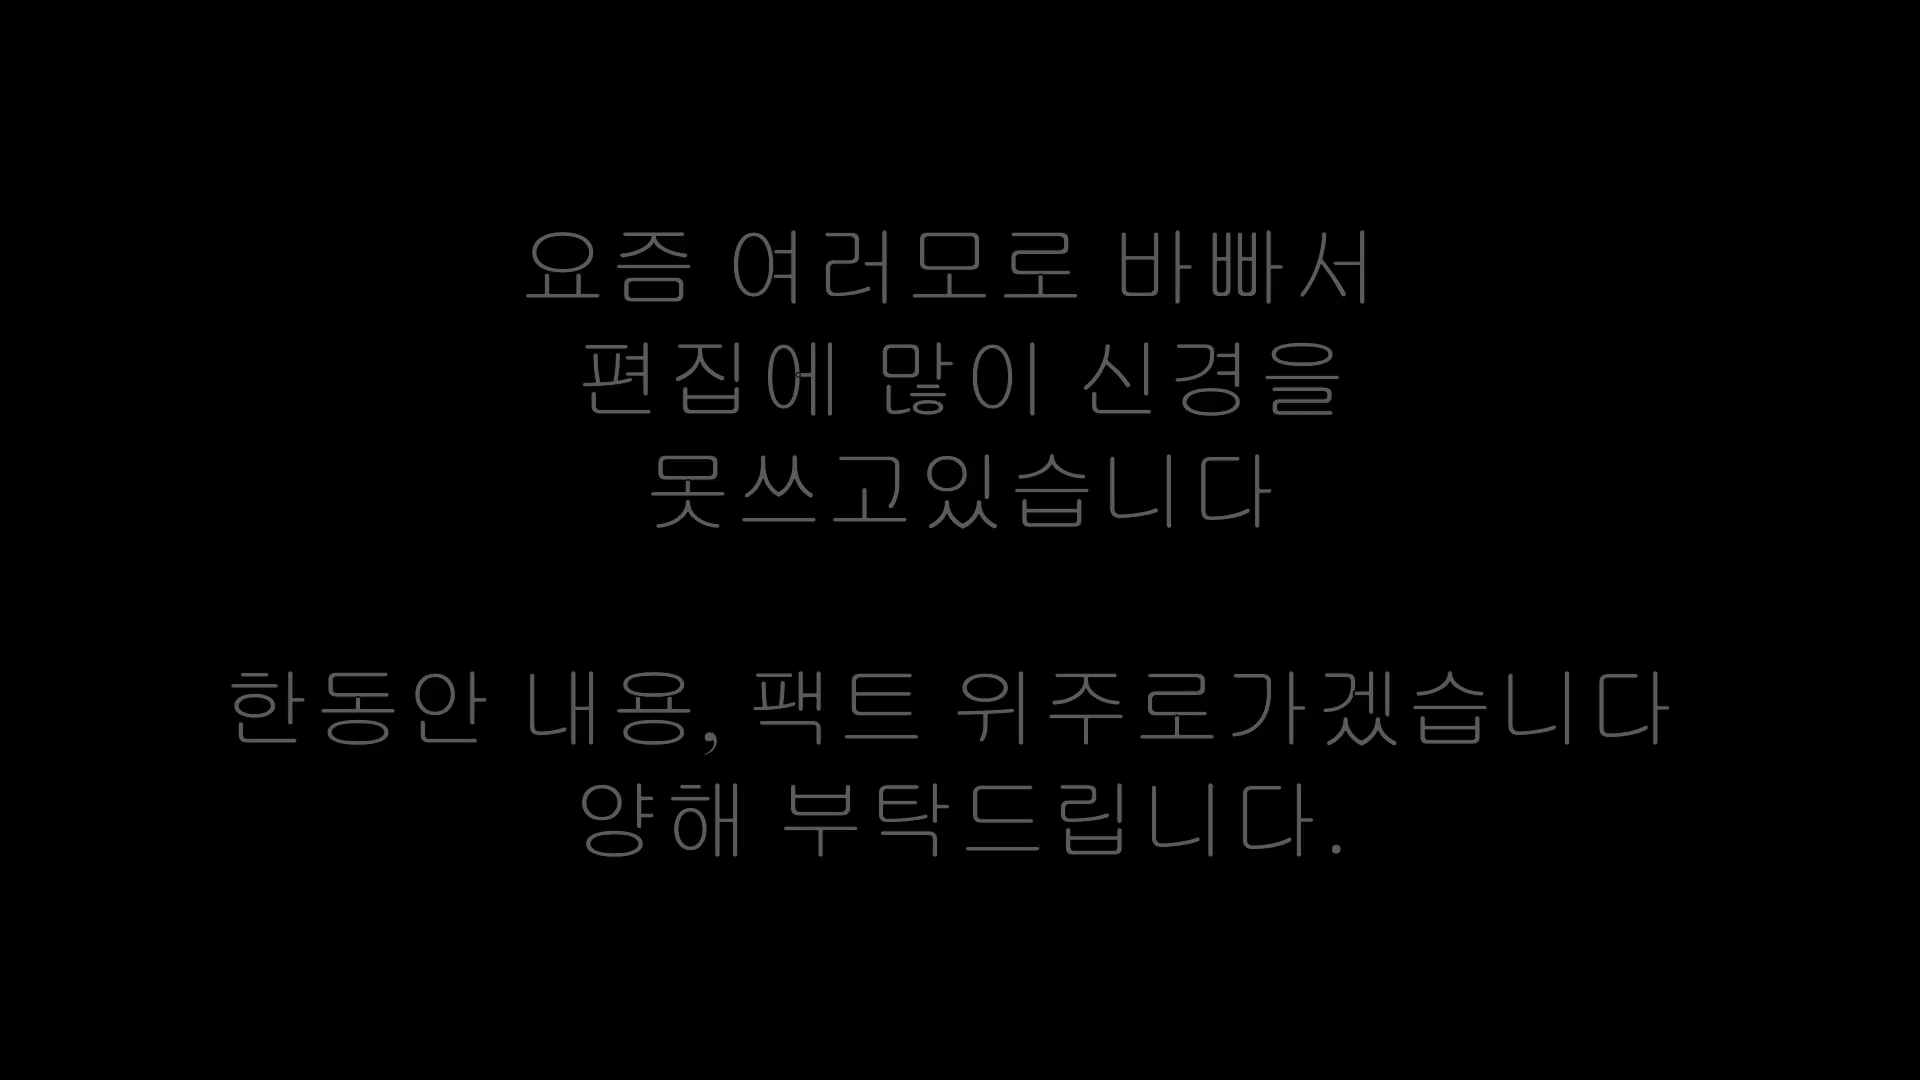 요즘 여러모로 바빠서
편집에 많이 신경을
못쓰고있습니다
한동안 내용, 팩트 위주로가겠습니다
양해 부탁드립니다.